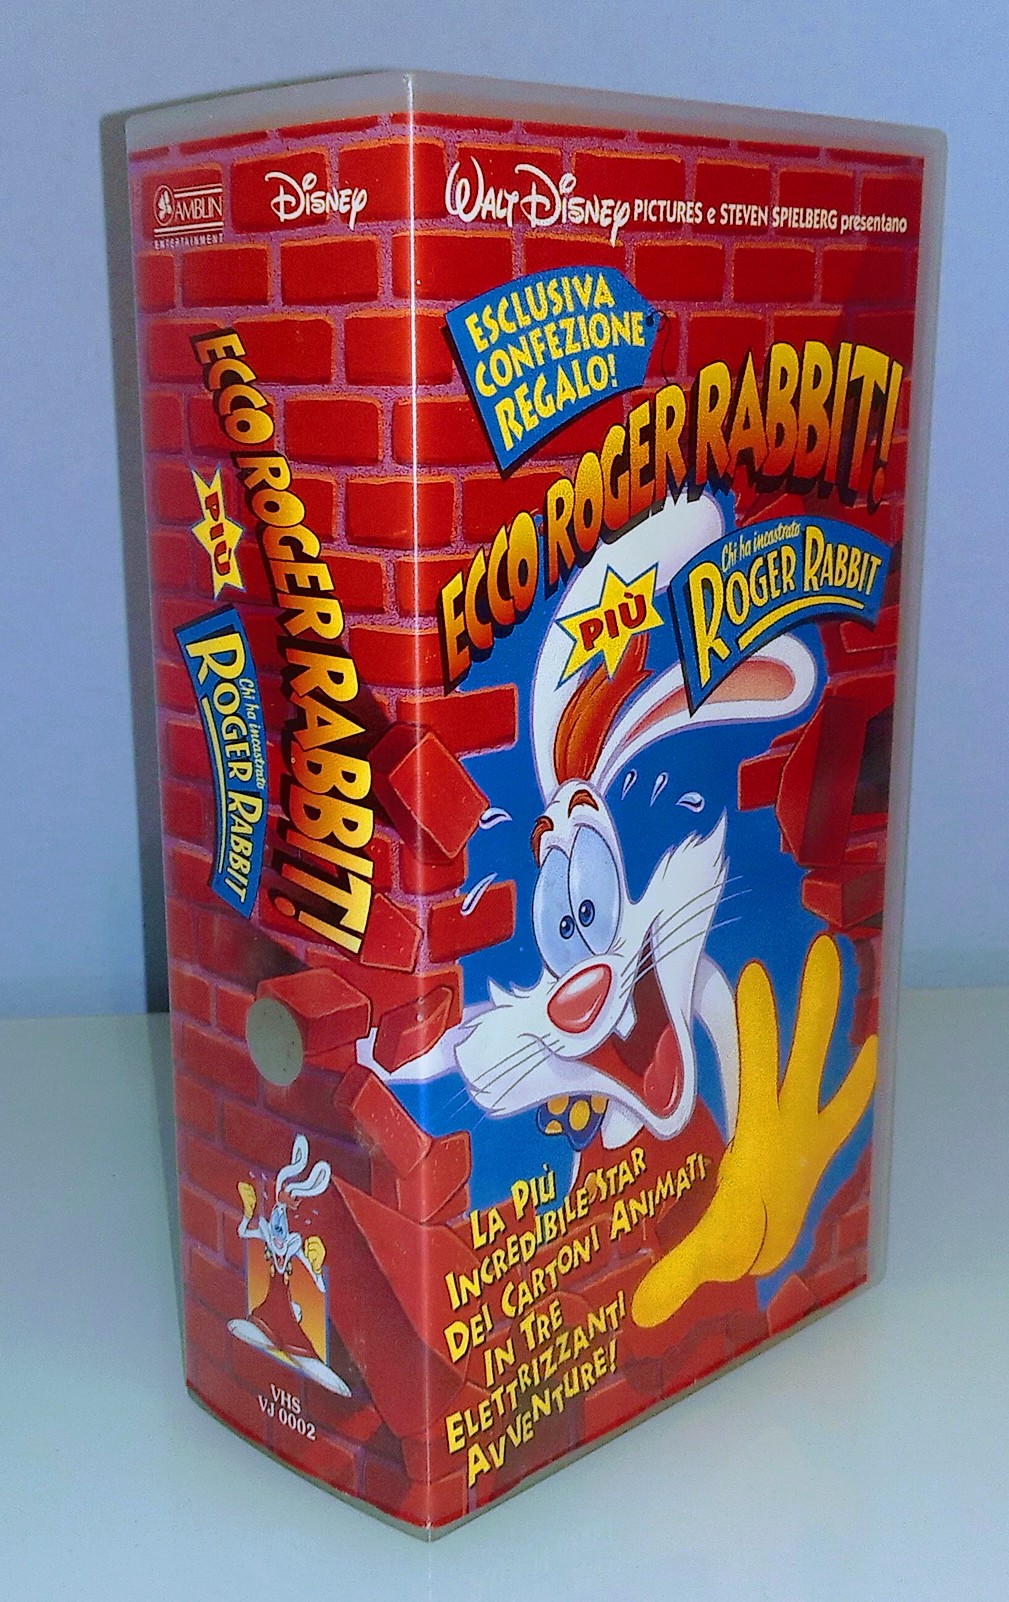 AMBLIN
ENTERTAINMENT
DISNEY
ECCO ROGER RABBIT!
PIÙ
Chi ha incastrato
ROGER RABBIT
VHS
VJ 0002
WALT DISNEY PICTURES e STEVEN SPIELBERG presentano
ESCLUSIVA
CONFEZIONE
REGALO!
ECCO ROGER RABBIT!
PIÙ
Chi ha incastrato
ROGER RABBIT
LA PIÙ
INCREDIBILE STAR
DEI CARTONI ANIMATI
IN TRE
ELETTRIZZANTI
AVVENTURE!